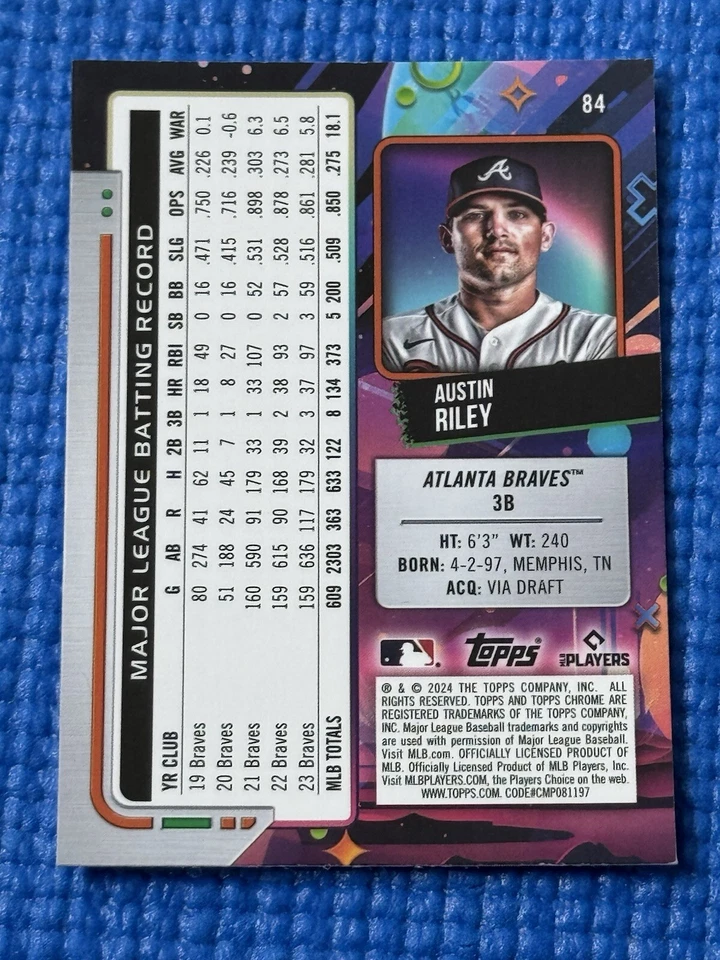 84
A
AUSTIN
RILEY
ATLANTA BRAVES™
3B
HT: 6'3" WT: 240
BORN: 4-2-97, MEMPHIS, TN
ACQ: VIA DRAFT
topps®
MLB PLAYERS
® & © 2024 THE TOPPS COMPANY, INC. ALL
RIGHTS RESERVED. TOPPS AND TOPPS CHROME ARE
REGISTERED TRADEMARKS OF THE TOPPS COMPANY,
INC. Major League Baseball trademarks and copyrights
are used with permission of Major League Baseball.
Visit MLB.com. OFFICIALLY LICENSED PRODUCT OF
MLB. Officially Licensed Product of MLB Players, Inc.
Visit MLBPLAYERS.COM, the Players Choice on the web.
WWW.TOPPS.COM. CODE#CMP081197
MAJOR LEAGUE BATTING RECORD
YR CLUB G AB R H 2B 3B HR RBI SB BB SLG OPS AVG WAR
19 Braves 80 274 41 62 11 1 18 49 0 16 .471 .750 .226 0.1
20 Braves 51 188 24 45 7 1 8 27 0 16 .415 .716 .239 -0.6
21 Braves 160 590 91 179 33 1 33 107 0 52 .531 .898 .303 6.3
22 Braves 159 615 90 168 39 2 38 93 2 57 .528 .878 .273 6.5
23 Braves 159 636 117 179 32 3 37 97 3 59 .516 .861 .281 5.8
MLB TOTALS 609 2303 363 633 122 8 134 373 5 200 .509 .850 .275 18.1